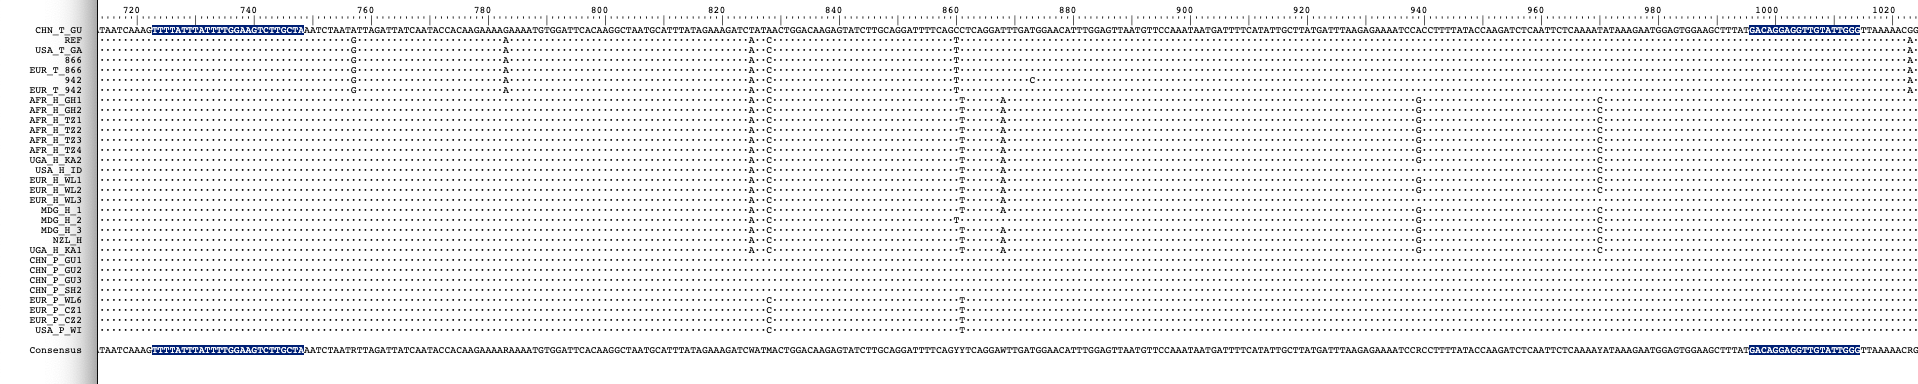 720 740 760 780 800 820 840 860 880 900 920 940 960 980 1000 1020
CHN_T_GU TAATCAAAGTTTTATTTATTTTGGAAGTCTTGCTAAATCTAATATTAGATTATCAATACCACAAGAAAAGAAAATGTGGATTCACAAGGCTAATGCATTTATAGAAAGATCTATAACTGGACAAGAGTATCTTGCAGGATTTTCAGCCTCAGGATTTGATGGAACATTTGGAGTTAATGTTCCAAATAATGATTTTCATATTGCTTATGATTTAAGAGAAAATCCACCTTTTATACCAAGATCTCAATTCTCAAAATATAAAGAATGGAGTGGAAGCTTTATGACAGGAGGTTGTATTGGGTTAAAAACGG
REF G A C T A
USA_T_GA G A A C T A
866 G A A C T A
EUR_T_866 G A A C T A
942 G A A C T C A
EUR_T_942 G A A C T A
AFR_H_GH1 A C T A G C
AFR_H_GH2 A C T A G C
AFR_H_TZ1 A C T A G C
AFR_H_TZ2 A C T A G C
AFR_H_TZ3 A C T A G C
AFR_H_TZ4 A C T A G C
UGA_H_KA2 A C T A G C
USA_H_ID A C T A C
EUR_H_WL1 A C T A G C
EUR_H_WL2 A C T A G C
EUR_H_WL3 A C T A
MDG_H_1 A C T A G C
MDG_H_2 A C T G C
MDG_H_3 A C T A G C
NZL_H A C T A G C
UGA_H_KA1 A C T A G C
CHN_P_GU1
CHN_P_GU2
CHN_P_GU3
CHN_P_SH2
EUR_P_WL6 C T
EUR_P_CZ1 C T
EUR_P_CZ2 C T
USA_P_WI C T
Consensus TAATCAAAGTTTTATTTATTTTGGAAGTCTTGCTAAATCTAATRTTAGATTATCAATACCACAAGAAAARAAAATGTGGATTCACAAGGCTAATGCATTTATAGAAAGATCWATMACTGGACAAGAGTATCTTGCAGGATTTTCAGYYTCAGGAWTTGATGGAACATTTGGAGTTAATGTTCCAAATAATGATTTTCATATTGCTTATGATTTAAGAGAAAATCCRCCTTTTATACCAAGATCTCAATTCTCAAAAYATAAAGAATGGAGTGGAAGCTTTATGACAGGAGGTTGTATTGGGTTAAAAACRG